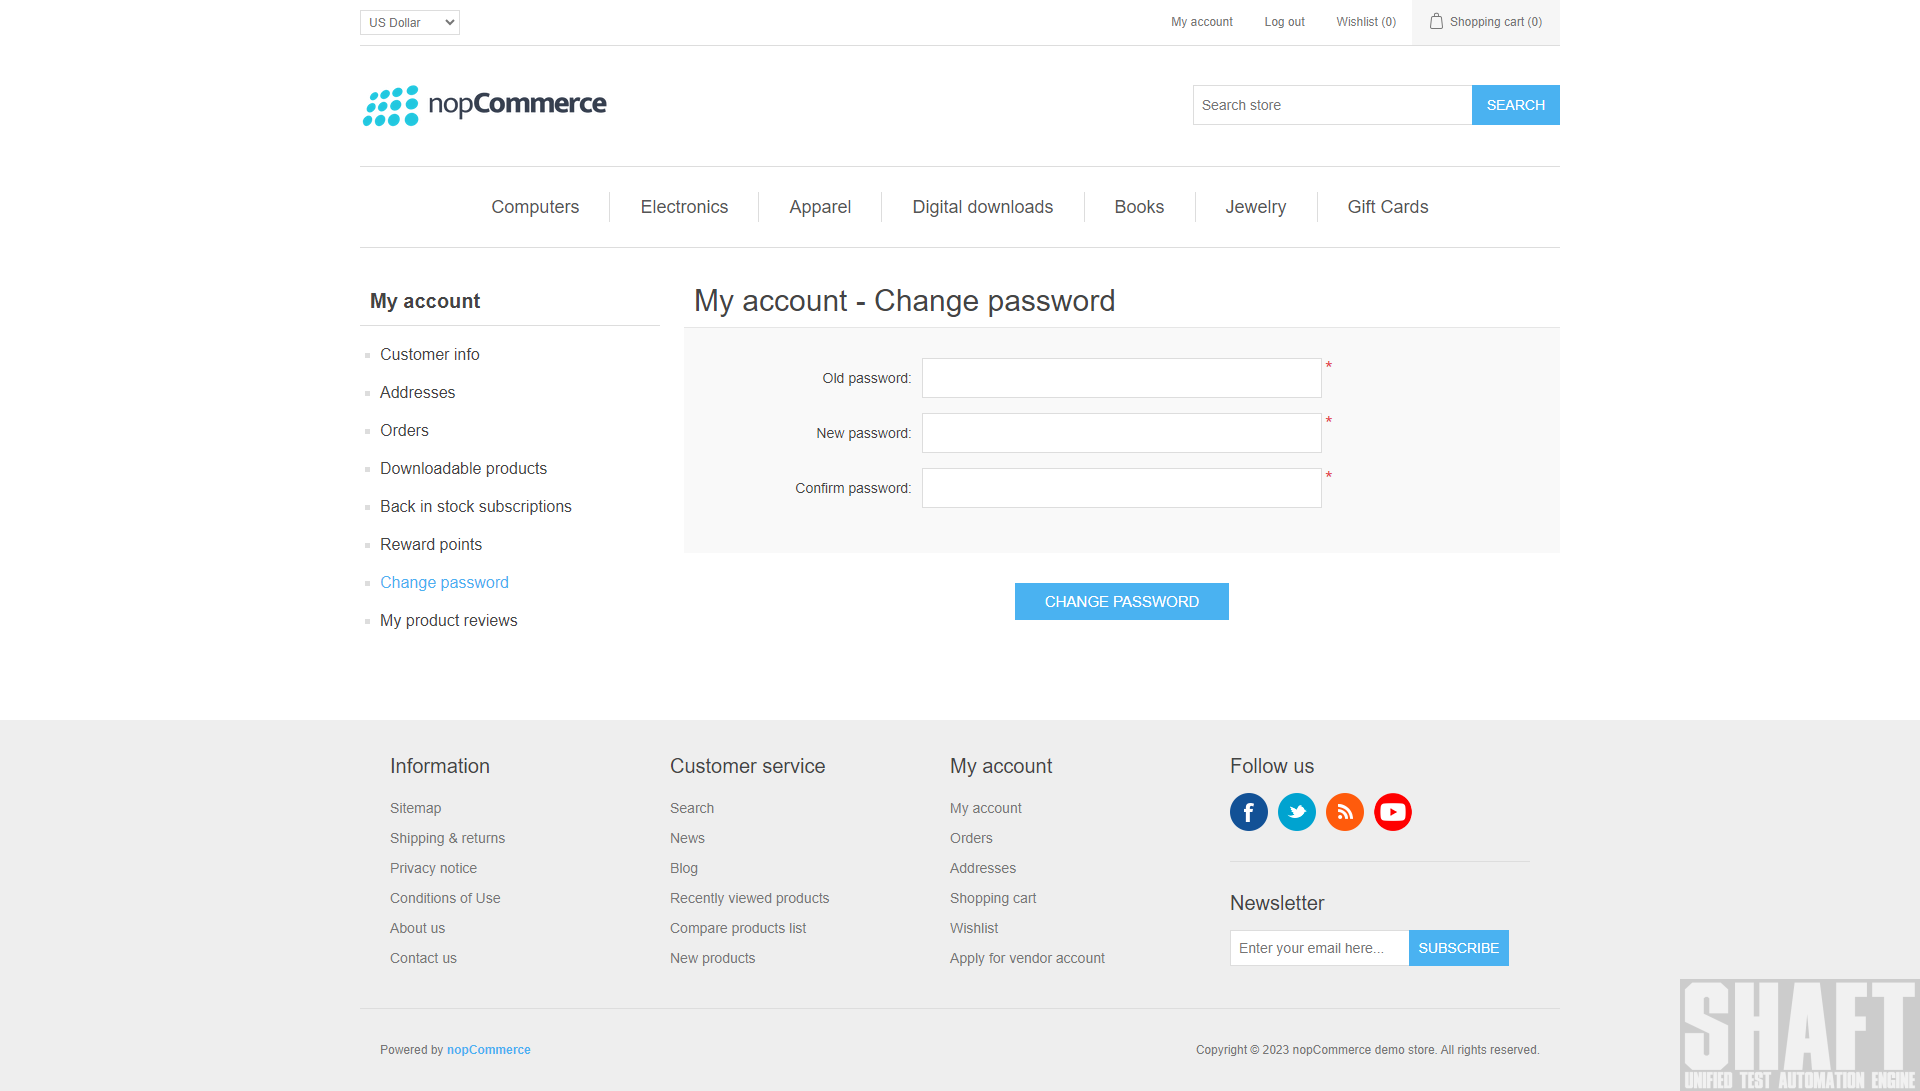 US Dollar
My account
Log out
Wishlist (0)
Shopping cart (0)
nopCommerce
Search store
SEARCH
Computers
Electronics
Apparel
Digital downloads
Books
Jewelry
Gift Cards
My account
Customer info
Addresses
Orders
Downloadable products
Back in stock subscriptions
Reward points
Change password
My product reviews
My account - Change password
Old password:
*
New password:
*
Confirm password:
*
CHANGE PASSWORD
Information
Sitemap
Shipping & returns
Privacy notice
Conditions of Use
About us
Contact us
Customer service
Search
News
Blog
Recently viewed products
Compare products list
New products
My account
My account
Orders
Addresses
Shopping cart
Wishlist
Apply for vendor account
Follow us
f
Newsletter
Enter your email here...
SUBSCRIBE
Powered by nopCommerce
Copyright © 2023 nopCommerce demo store. All rights reserved.
SHAFT
UNIFIED TEST AUTOMATION ENGINE